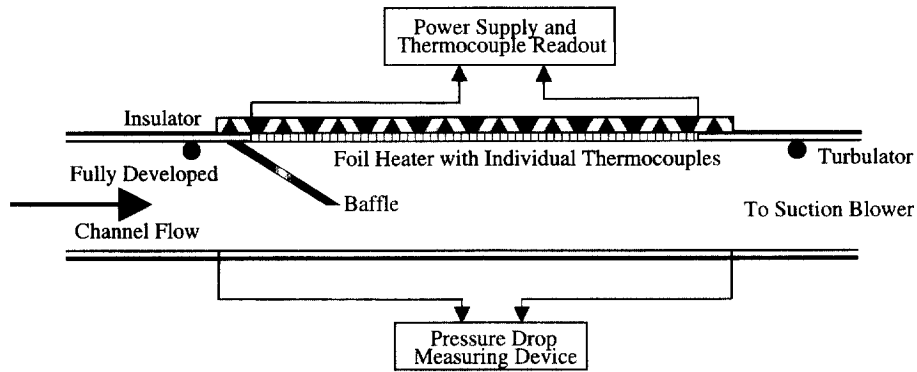 Power Supply and
Thermocouple Readout
Insulator
Foil Heater with Individual Thermocouples
Turbulator
Fully Developed
Baffle
To Suction Blower
Channel Flow
Pressure Drop
Measuring Device